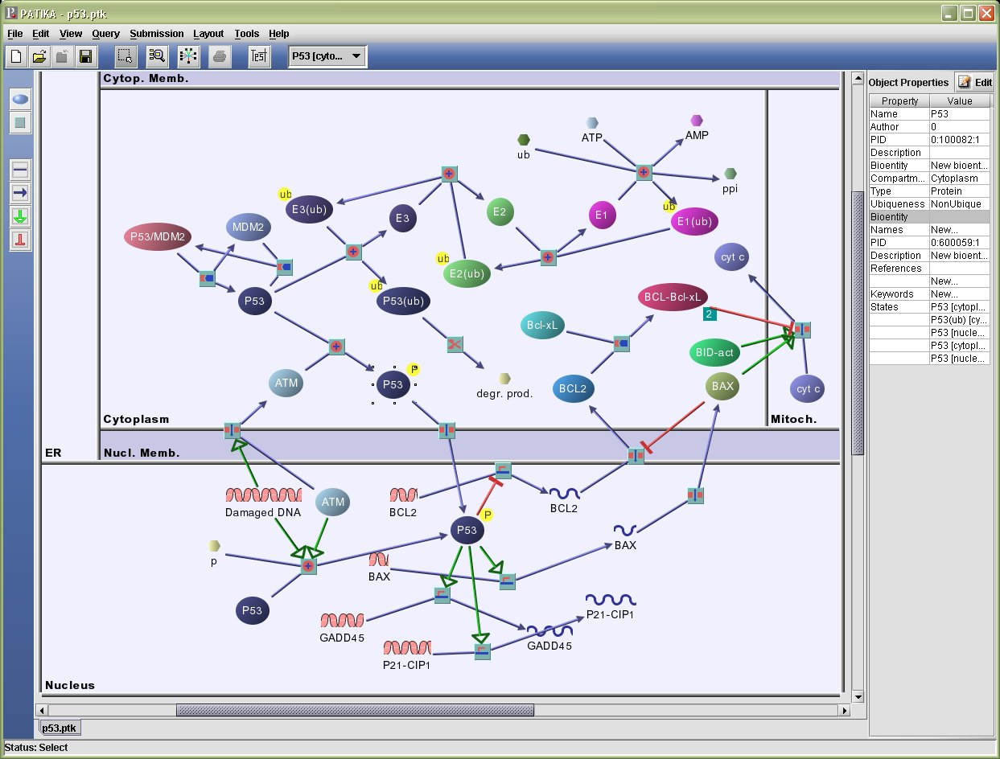 PATIKA - p53.ptk
File Edit View Query Submission Layout Tools Help
Test
P53 [cyto...
Cytop. Memb.
ATP
AMP
ub
ppi
ub
E3(ub)
E3
E2
E1
ub
E1(ub)
P53/MDM2
MDM2
ub
E2(ub)
cyt c
P53
ub
P53(ub)
BCL-Bcl-xL
2
Bcl-xL
BID-act
ATM
P53
P
degr. prod.
BCL2
BAX
cyt c
Cytoplasm
Mitoch.
ER
Nucl. Memb.
Damaged DNA
ATM
BCL2
BCL2
P53
P
BAX
p
BAX
P53
GADD45
P21-CIP1
GADD45
P21-CIP1
Nucleus
p53.ptk
Status: Select
Object Properties Edit
Property Value
Name P53
Author 0
PID 0:100082:1
Description
Bioentity New bioent...
Compartm... Cytoplasm
Type Protein
Ubiqueness NonUbique
Bioentity
Names New...
PID 0:600059:1
Description New bioent...
References
New...
Keywords New...
States P53 [cytopl...
P53(ub) [cy...
P53 [nucle...
P53 [cytopl...
P53 [nucle...